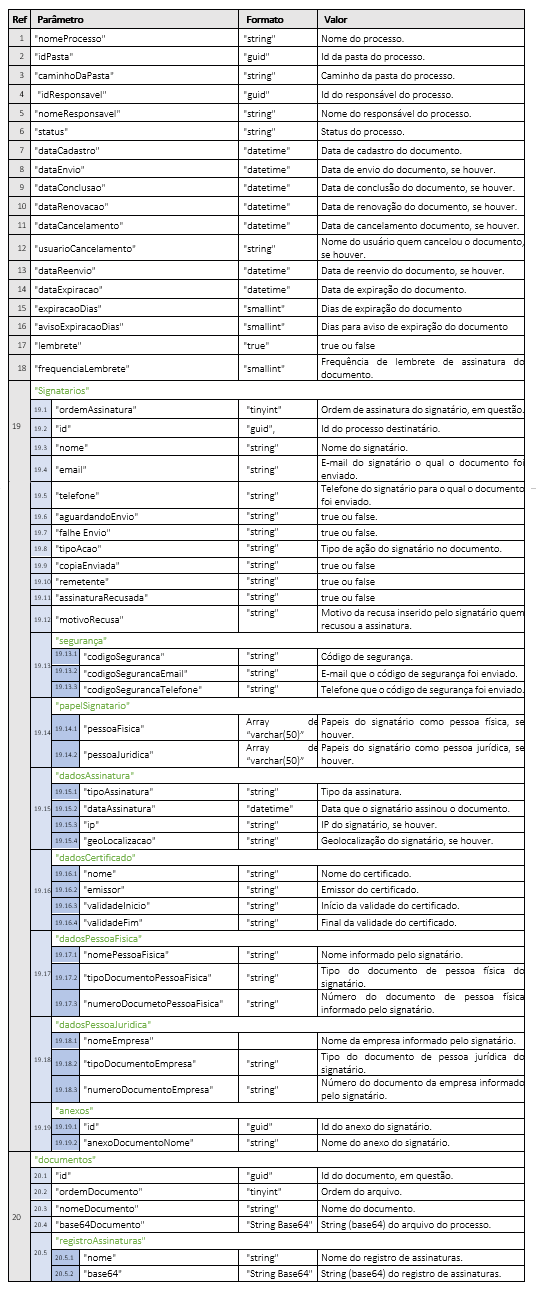 Ref Parâmetro Formato Valor
1 "nomeProcesso" "string" Nome do processo.
2 "idPasta" "guid" Id da pasta do processo.
3 "caminhoDaPasta" "string" Caminho da pasta do processo.
4 "idResponsavel" "guid" Id do responsável do processo.
5 "nomeResponsavel" "string" Nome do responsável do processo.
6 "status" "string" Status do processo.
7 "dataCadastro" "datetime" Data de cadastro do documento.
8 "dataEnvio" "datetime" Data de envio do documento, se houver.
9 "dataConclusao" "datetime" Data de conclusão do documento, se houver.
10 "dataRenovacao" "datetime" Data de renovação do documento, se houver.
11 "dataCancelamento" "datetime" Data de cancelamento documento, se houver.
12 "usuarioCancelamento" "string" Nome do usuário quem cancelou o documento,
se houver.
13 "dataReenvio" "datetime" Data de reenvio do documento, se houver.
14 "dataExpiracao" "datetime" Data de expiração do documento.
15 "expiracaoDias" "smallint" Dias de expiração do documento
16 "avisoExpiracaoDias" "smallint" Dias para aviso de expiração do documento
17 "lembrete" "true" true ou false
18 "frequenciaLembrete" "smallint" Frequência de lembrete de assinatura do
documento.
19 "Signatarios"
19.1 "ordemAssinatura" "tinyint" Ordem de assinatura do signatário, em questão.
19.2 "id" "guid", Id do processo destinatário.
19.3 "nome" "string" Nome do signatário.
19.4 "email" "string" E-mail do signatário o qual o documento foi
enviado.
19.5 "telefone" "string" Telefone do signatário para o qual o documento
foi enviado.
19.6 "aguardandoEnvio" "string" true ou false.
19.7 "falhe Envio" "string" true ou false.
19.8 "tipoAcao" "string" Tipo de ação do signatário no documento.
19.9 "copiaEnviada" "string" true ou false
19.10 "remetente" "string" true ou false
19.11 "assinaturaRecusada" "string" true ou false
19.12 "motivoRecusa" "string" Motivo da recusa inserido pelo signatário quem
recusou a assinatura.
19.13 "segurança"
19.13.1 "codigoSeguranca" "string" Código de segurança.
19.13.2 "codigoSegurancaEmail" "string" E-mail que o código de segurança foi enviado.
19.13.3 "codigoSegurancaTelefone" "string" Telefone que o código de segurança foi enviado.
19.14 "papelSignatario"
19.14.1 "pessoaFisica" Array de "varchar(50)" Papeis do signatário como pessoa física, se
houver.
19.14.2 "pessoaJuridica" Array de "varchar(50)" Papeis do signatário como pessoa jurídica, se
houver.
19.15 "dadosAssinatura"
19.15.1 "tipoAssinatura" "string" Tipo da assinatura.
19.15.2 "dataAssinatura" "datetime" Data que o signatário assinou o documento.
19.15.3 "ip" "string" IP do signatário, se houver.
19.15.4 "geoLocalizacao" "string" Geolocalização do signatário, se houver.
19.16 "dadosCertificado"
19.16.1 "nome" "string" Nome do certificado.
19.16.2 "emissor" "string" Emissor do certificado.
19.16.3 "validadeInicio" "string" Início da validade do certificado.
19.16.4 "validadeFim" "string" Final da validade do certificado.
19.17 "dadosPessoaFisica"
19.17.1 "nomePessoaFisica" "string" Nome informado pelo signatário.
19.17.2 "tipoDocumentoPessoaFisica" "string" Tipo do documento de pessoa física do
signatário.
19.17.3 "numeroDocumetoPessoaFisica" "string" Número do documento de pessoa física
informado pelo signatário.
19.18 "dadosPessoaJuridica"
19.18.1 "nomeEmpresa" Nome da empresa informado pelo signatário.
19.18.2 "tipoDocumentoEmpresa" "string" Tipo do documento de pessoa jurídica do
signatário.
19.18.3 "numeroDocumentoEmpresa" "string" Número do documento da empresa informado
pelo signatário.
19.19 "anexos"
19.19.1 "id" "guid" Id do anexo do signatário.
19.19.2 "anexoDocumentoNome" "string" Nome do anexo do signatário.
20 "documentos"
20.1 "id" "guid" Id do documento, em questão.
20.2 "ordemDocumento" "tinyint" Ordem do arquivo.
20.3 "nomeDocumento" "string" Nome do documento.
20.4 "base64Documento" "String Base64" String (base64) do arquivo do processo.
20.5 "registroAssinaturas"
20.5.1 "nome" "string" Nome do registro de assinaturas.
20.5.2 "base64" "String Base64" String (base64) do registro de assinaturas.